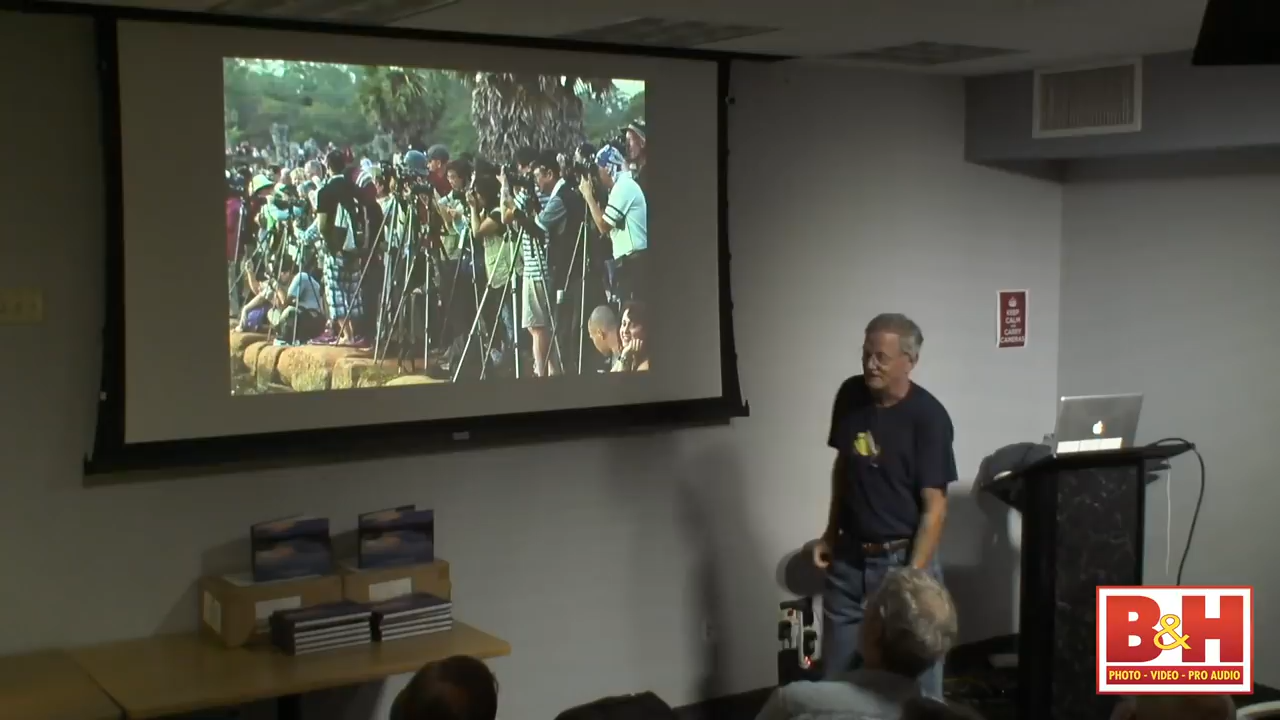 KEEP
CALM
AND
CARRY
CAMERAS
B&H
PHOTO - VIDEO - PRO AUDIO